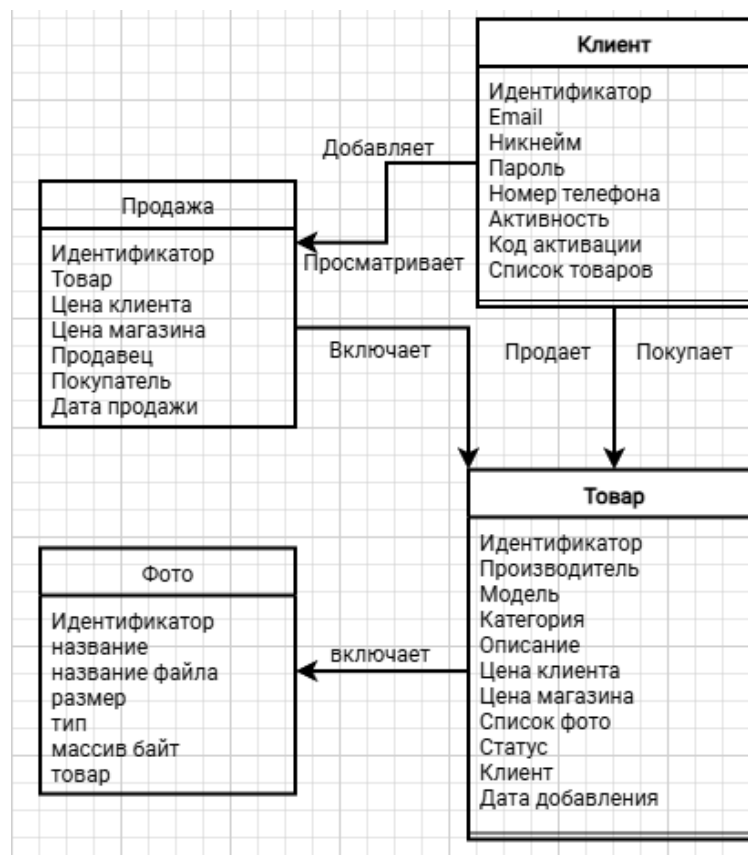 Клиент
Идентификатор
Email
Никнейм
Пароль
Номер телефона
Активность
Код активации
Список товаров
Добавляет
Просматривает
Продажа
Идентификатор
Товар
Цена клиента
Цена магазина
Продавец
Покупатель
Дата продажи
Включает
Продает
Покупает
Товар
Идентификатор
Производитель
Модель
Категория
Описание
Цена клиента
Цена магазина
Список фото
Статус
Клиент
Дата добавления
включает
Фото
Идентификатор
название
название файла
размер
тип
массив байт
товар